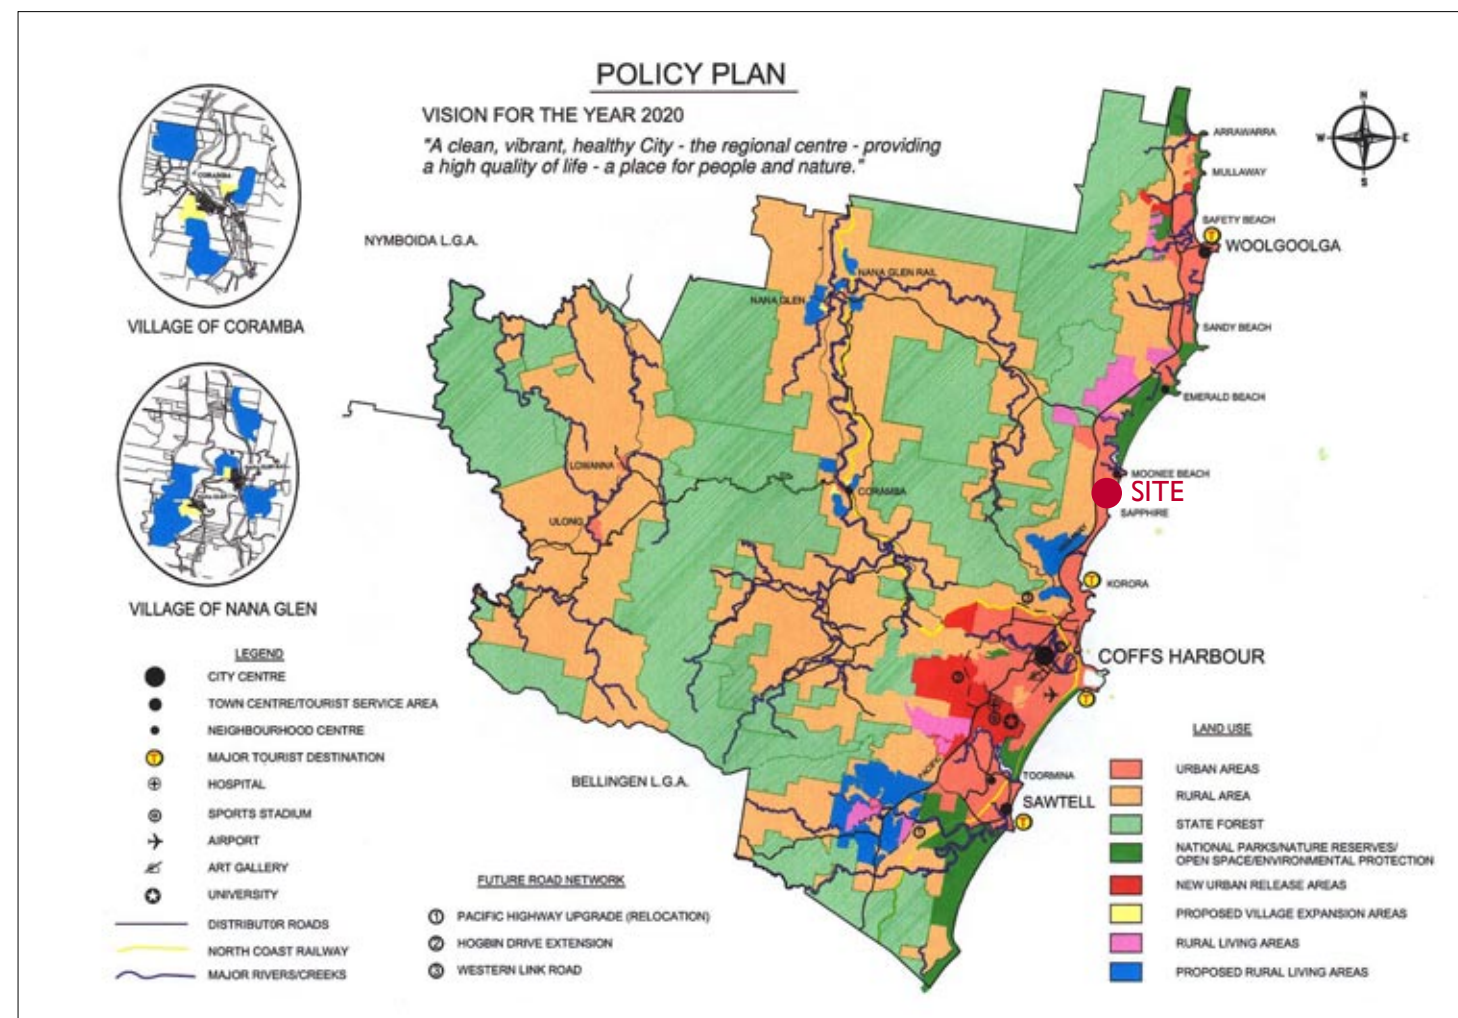 POLICY PLAN
VISION FOR THE YEAR 2020
"A clean, vibrant, healthy City - the regional centre - providing
a high quality of life - a place for people and nature."
N
W
E
S
CORAMBA
VILLAGE OF CORAMBA
VILLAGE OF NANA GLEN
NYMBOIDA L.G.A.
BELLINGEN L.G.A.
ARRAWARRA
MULLAWAY
SAFETY BEACH
T
WOOLGOOLGA
NANA GLEN RAIL
NANA GLEN
SANDY BEACH
EMERALD BEACH
LOWANNA
MOONEE BEACH
SITE
CORAMBA
SAPPHIRE
ULONG
T
KORORA
COFFS HARBOUR
T
PACIFIC
TOORMINA
SAWTELL
T
LEGEND
CITY CENTRE
TOWN CENTRE/TOURIST SERVICE AREA
NEIGHBOURHOOD CENTRE
T
MAJOR TOURIST DESTINATION
HOSPITAL
SPORTS STADIUM
AIRPORT
ART GALLERY
UNIVERSITY
DISTRIBUTOR ROADS
NORTH COAST RAILWAY
MAJOR RIVERS/CREEKS
FUTURE ROAD NETWORK
1 PACIFIC HIGHWAY UPGRADE (RELOCATION)
2 HOGBIN DRIVE EXTENSION
3 WESTERN LINK ROAD
LAND USE
URBAN AREAS
RURAL AREA
STATE FOREST
NATIONAL PARKS/NATURE RESERVES/
OPEN SPACE/ENVIRONMENTAL PROTECTION
NEW URBAN RELEASE AREAS
PROPOSED VILLAGE EXPANSION AREAS
RURAL LIVING AREAS
PROPOSED RURAL LIVING AREAS